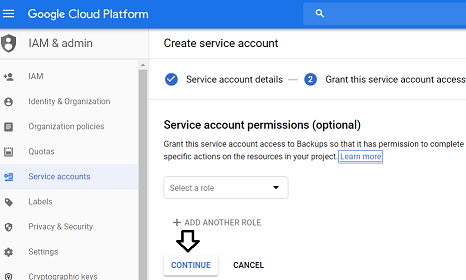 Google Cloud Platform
IAM & admin
Create service account
Service account details — 2 Grant this service account access
IAM
Identity & Organization
Organization policies
Quotas
Service accounts
Labels
Privacy & Security
Settings
Cryptographic keys
Service account permissions (optional)
Grant this service account access to Backups so that it has permission to complete
specific actions on the resources in your project. Learn more
Select a role
+ ADD ANOTHER ROLE
CONTINUE CANCEL